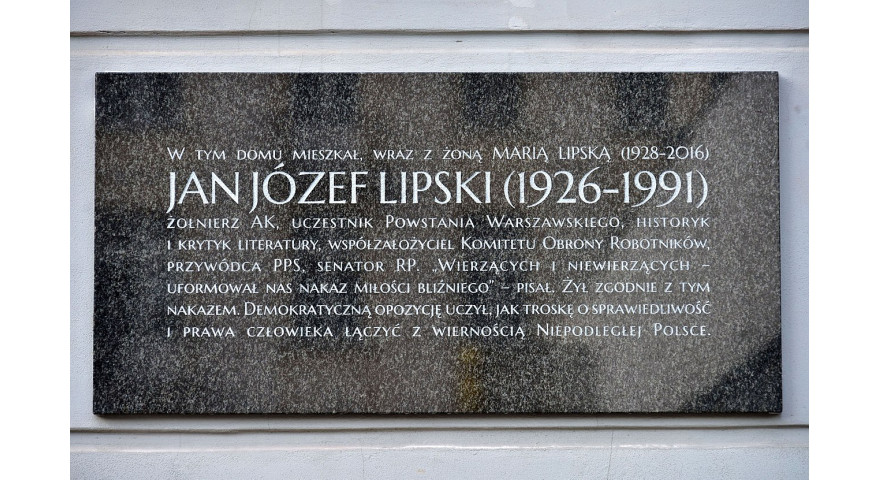 W TYM DOMU MIESZKAŁ, WRAZ Z ŻONĄ MARIĄ LIPSKĄ (1928-2016)
JAN JÓZEF LIPSKI (1926-1991)
ŻOŁNIERZ AK, UCZESTNIK POWSTANIA WARSZAWSKIEGO, HISTORYK
I KRYTYK LITERATURY, WSPÓŁZAŁOŻYCIEL KOMITETU OBRONY ROBOTNIKÓW,
PRZYWÓDCA PPS, SENATOR RP. „WIERZĄCYCH I NIEWIERZĄCYCH –
UFORMOWAŁ NAS NAKAZ MIŁOŚCI BLIŹNIEGO” – PISAŁ. ŻYŁ ZGODNIE Z TYM
NAKAZEM. DEMOKRATYCZNĄ OPOZYCJĘ UCZYŁ, JAK TROSKĘ O SPRAWIEDLIWOŚĆ
I PRAWA CZŁOWIEKA ŁĄCZYĆ Z WIERNOŚCIĄ NIEPODLEGŁEJ POLSCE.